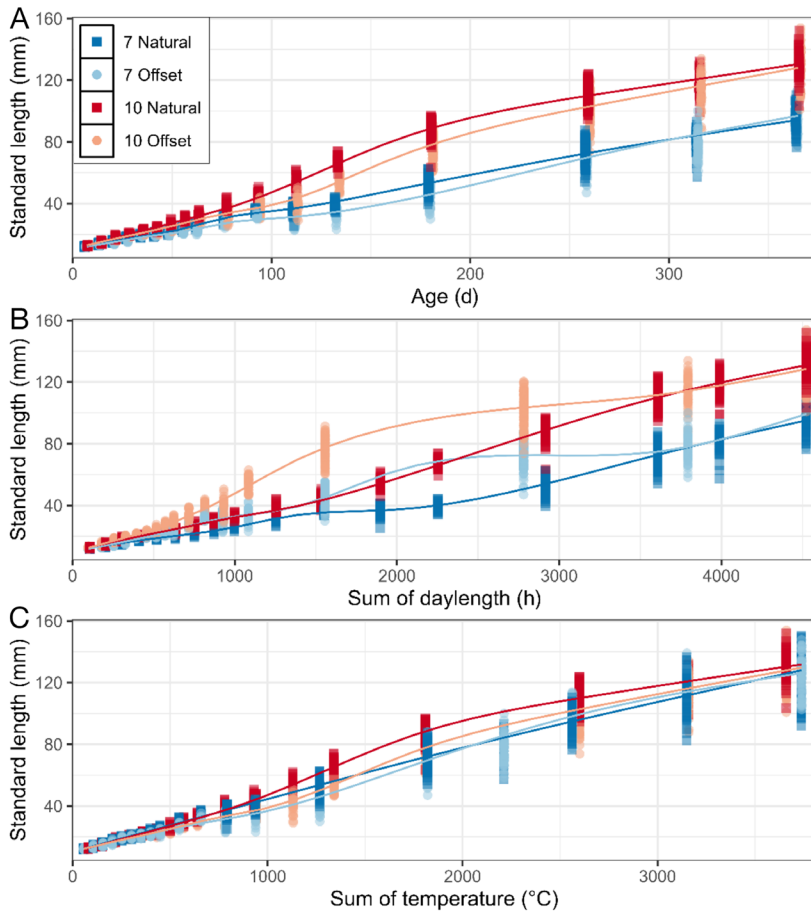 A
160
120
80
40
Standard length (mm)
7 Natural
7 Offset
10 Natural
10 Offset
0 100 200 300
Age (d)
B
160
120
80
40
Standard length (mm)
0 1000 2000 3000 4000
Sum of daylength (h)
C
160
120
80
40
Standard length (mm)
0 1000 2000 3000
Sum of temperature (°C)